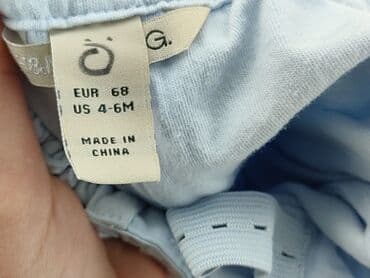 G.
EUR 68
US 4-6M
MADE IN
CHINA